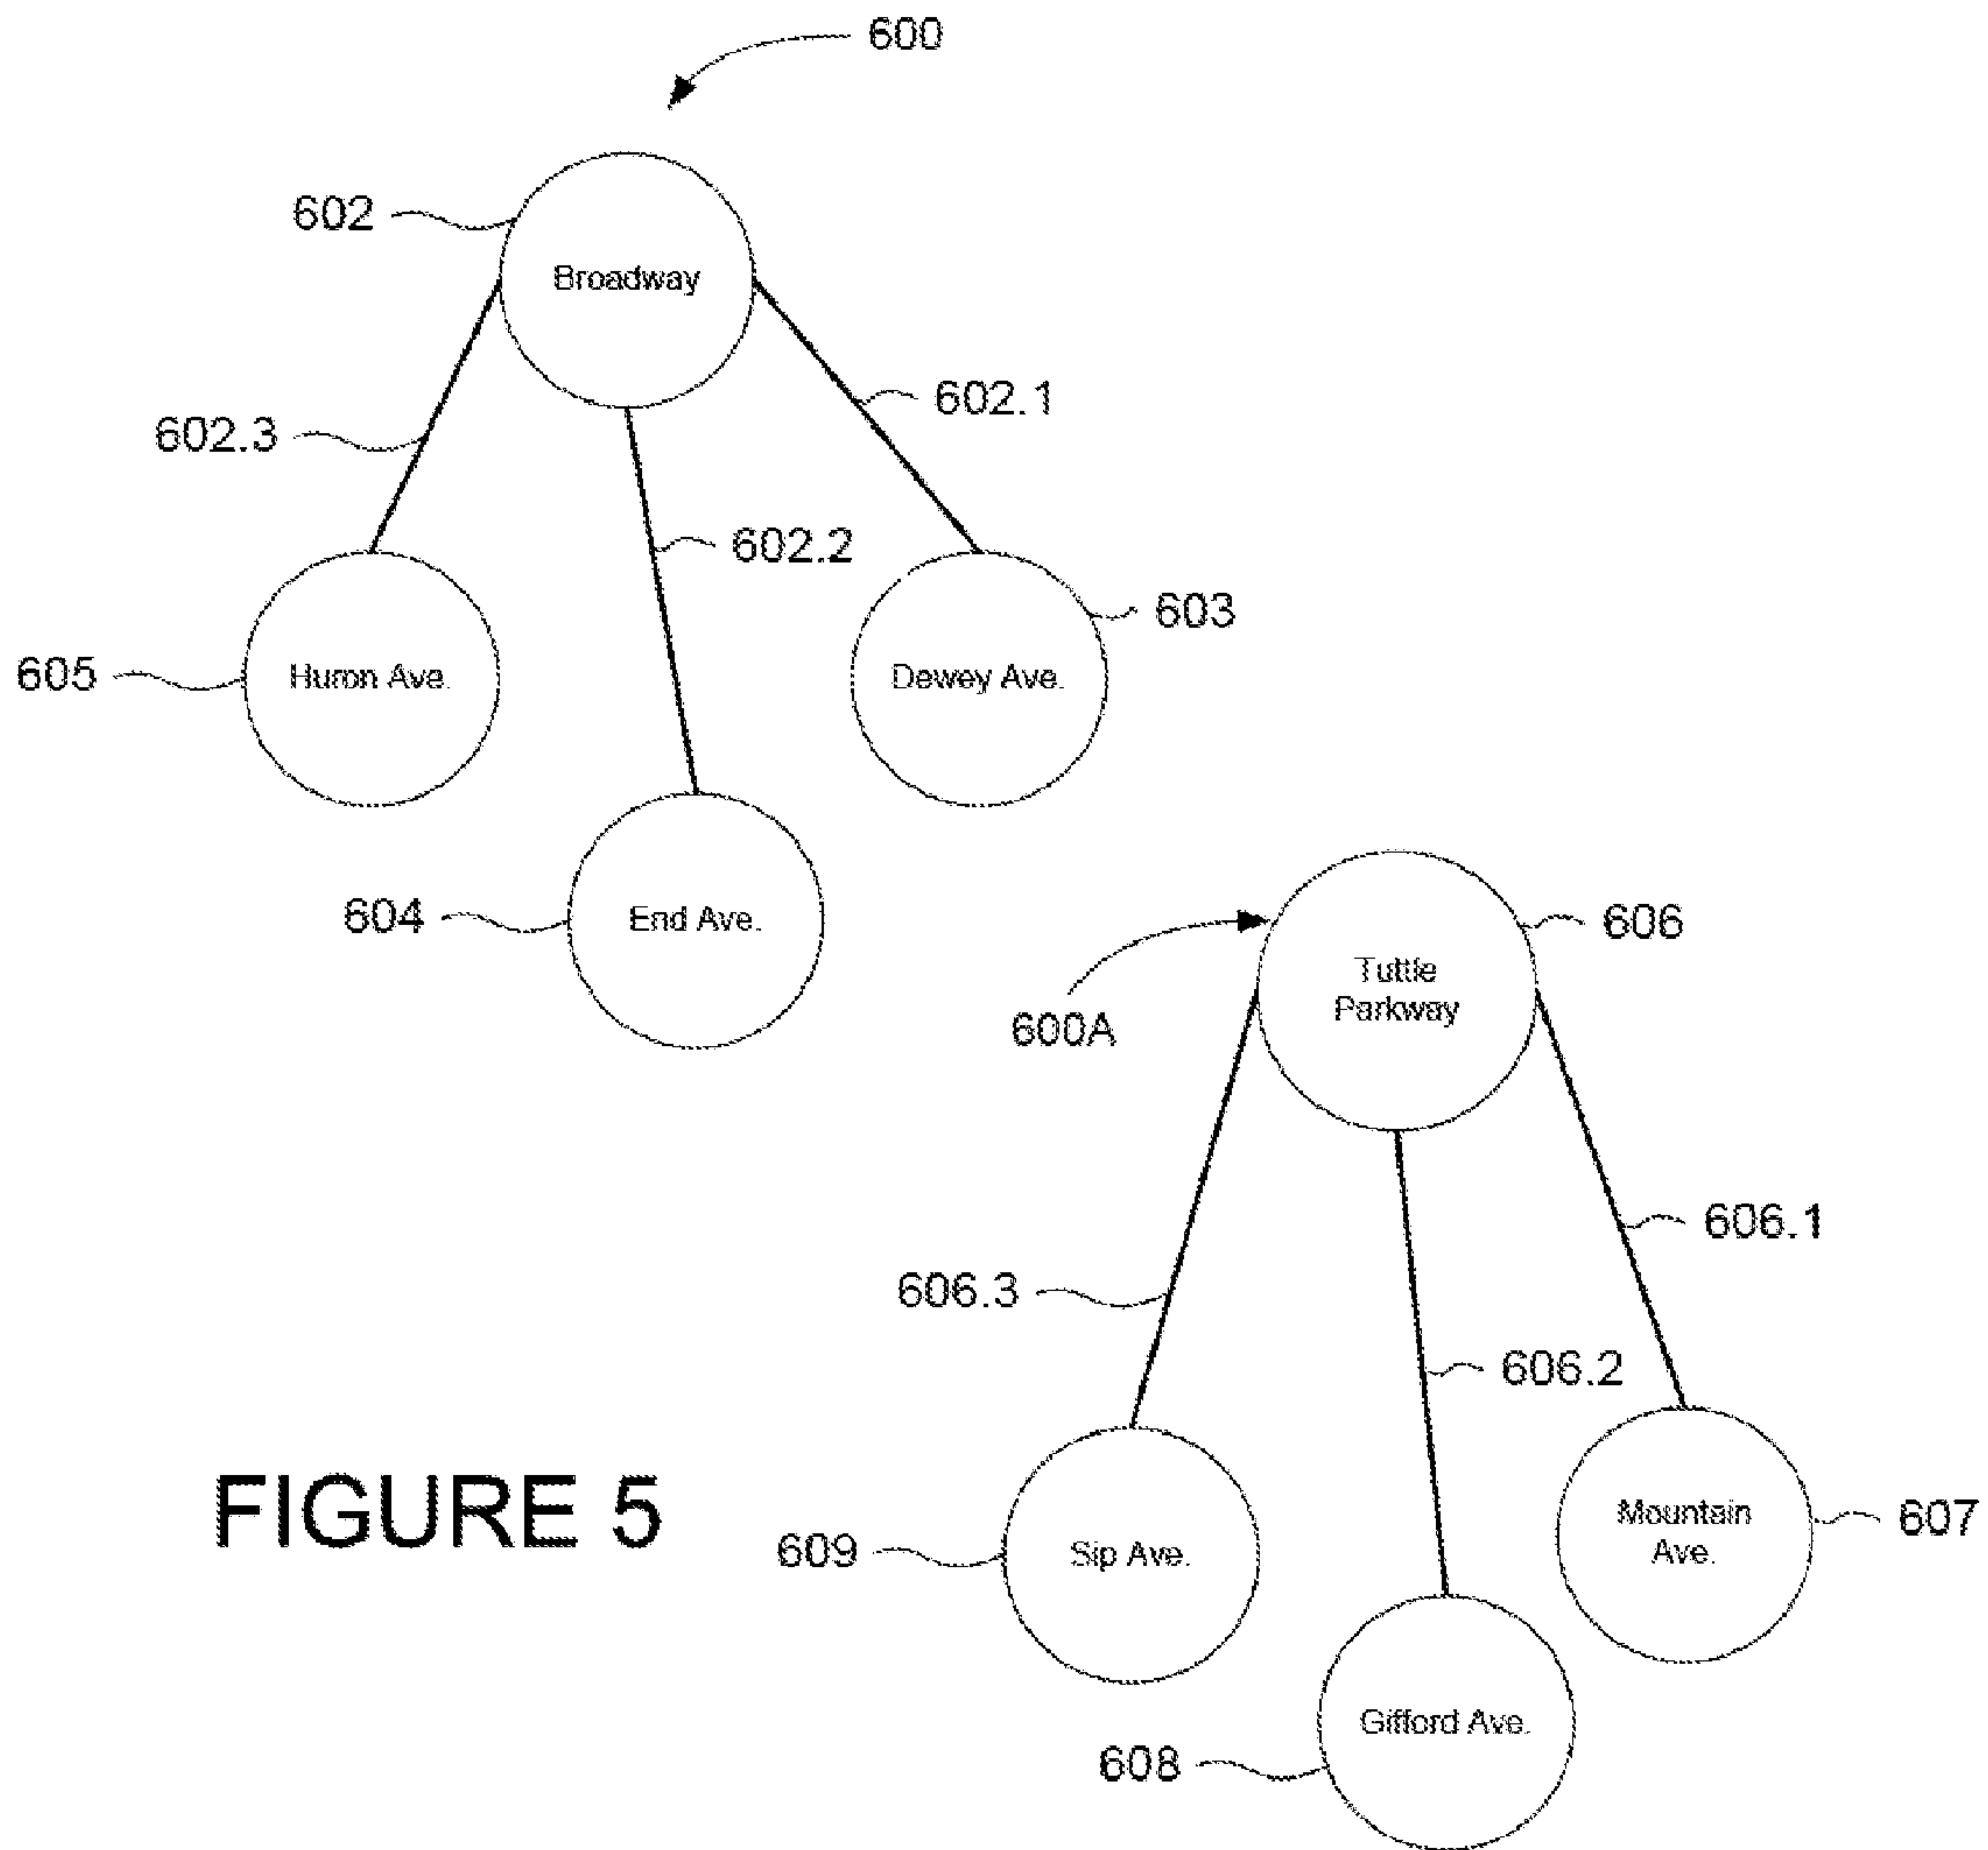 600
602
Broadway
602.1
602.3
602.2
603
605
Huron Ave.
Dewey Ave.
604
End Ave.
606
Tuttle
Parkway
600A
606.1
606.3
606.2
FIGURE 5
Mountain
Ave.
607
609
Sip Ave.
Gifford Ave.
608